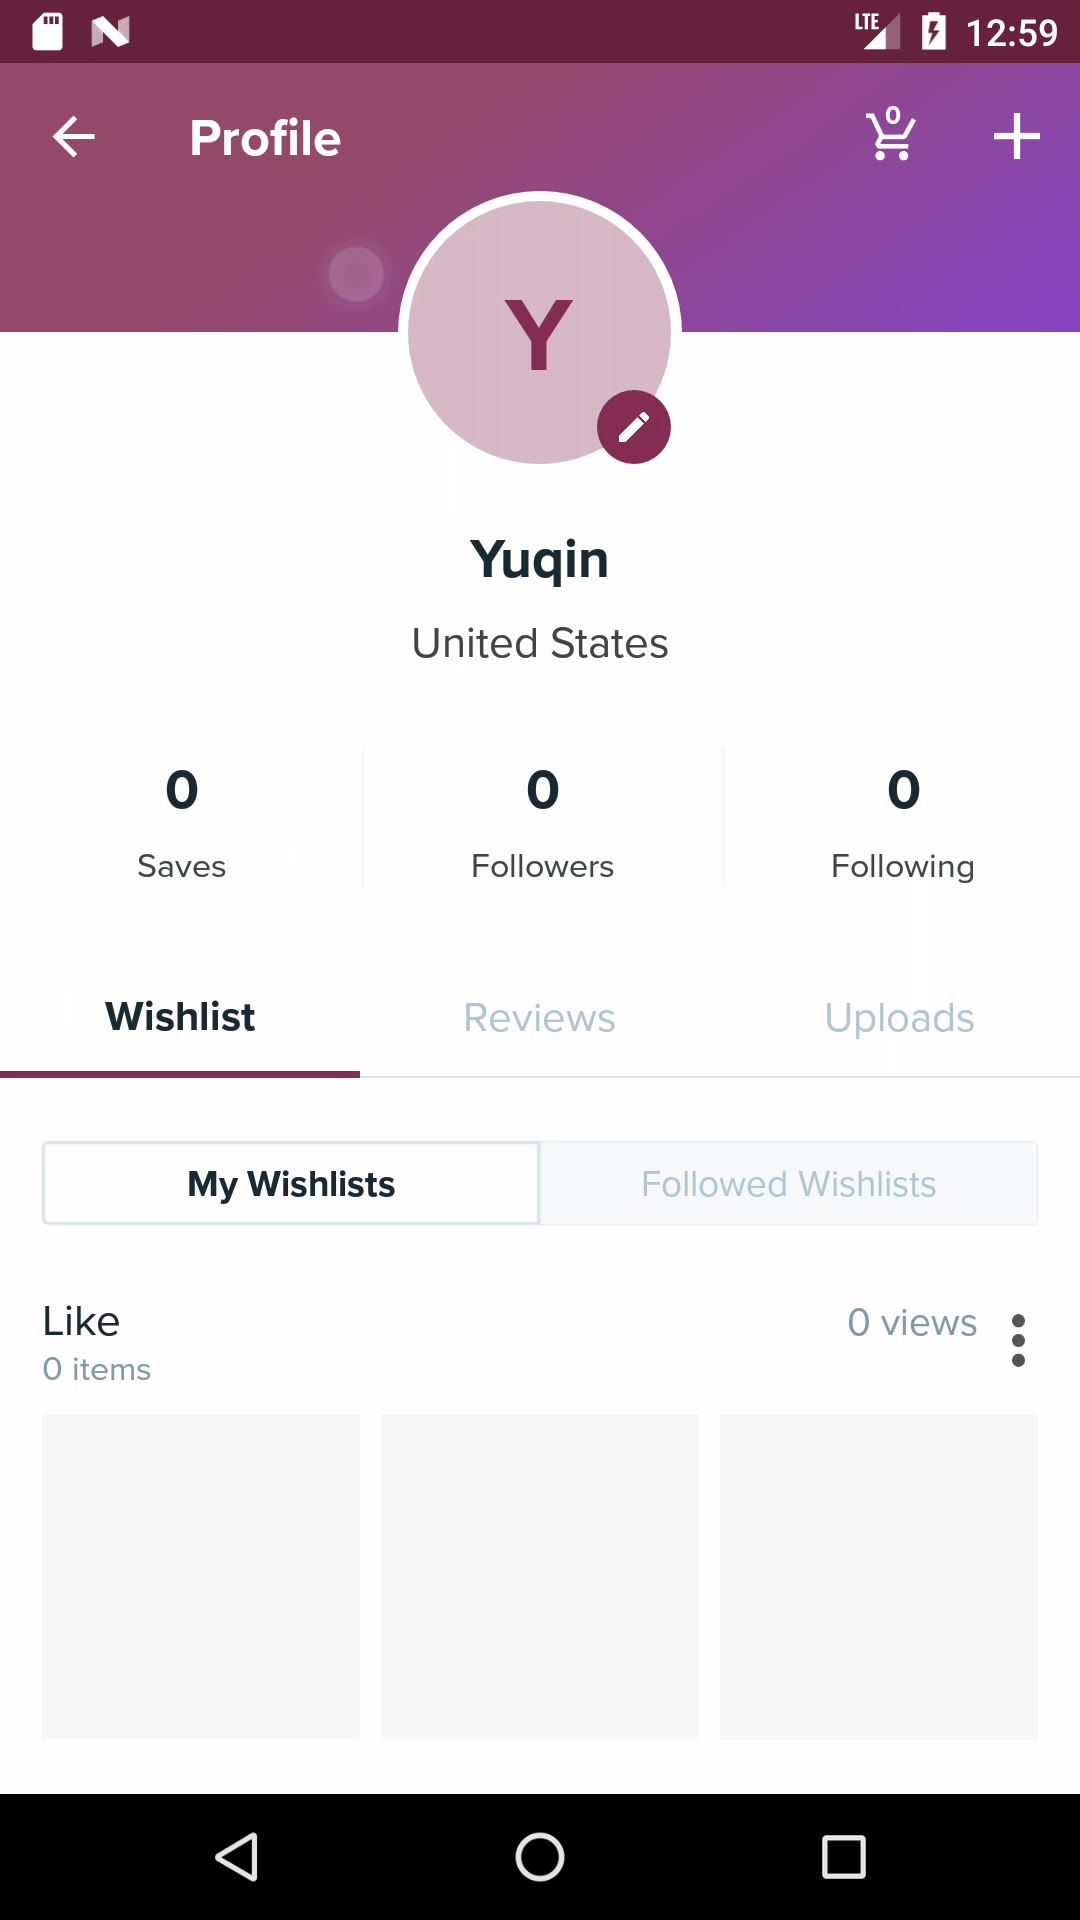 LTE 12:59
Profile 0
Y
Yuqin
United States
0 0 0
Saves Followers Following
Wishlist Reviews Uploads
My Wishlists Followed Wishlists
Like 0 views
0 items